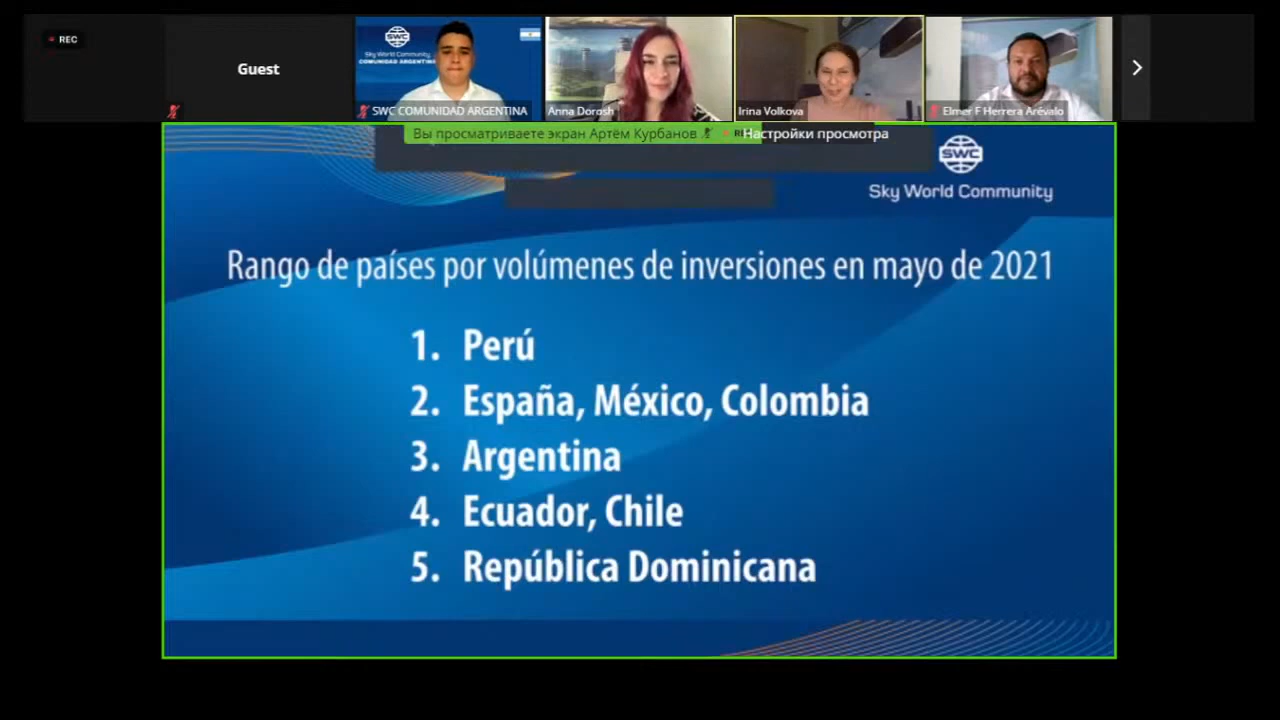 REC
Guest
SWC
Sky World Community
COMUNIDAD ARGENTINA
SWC COMUNIDAD ARGENTINA
Anna Dorosh
Irina Volkova
Elmer F Herrera Arévalo
Вы просматриваете экран Артём Курбанов
Настройки просмотра
SWC
Sky World Community
Rango de países por volúmenes de inversiones en mayo de 2021
1. Perú
2. España, México, Colombia
3. Argentina
4. Ecuador, Chile
5. República Dominicana